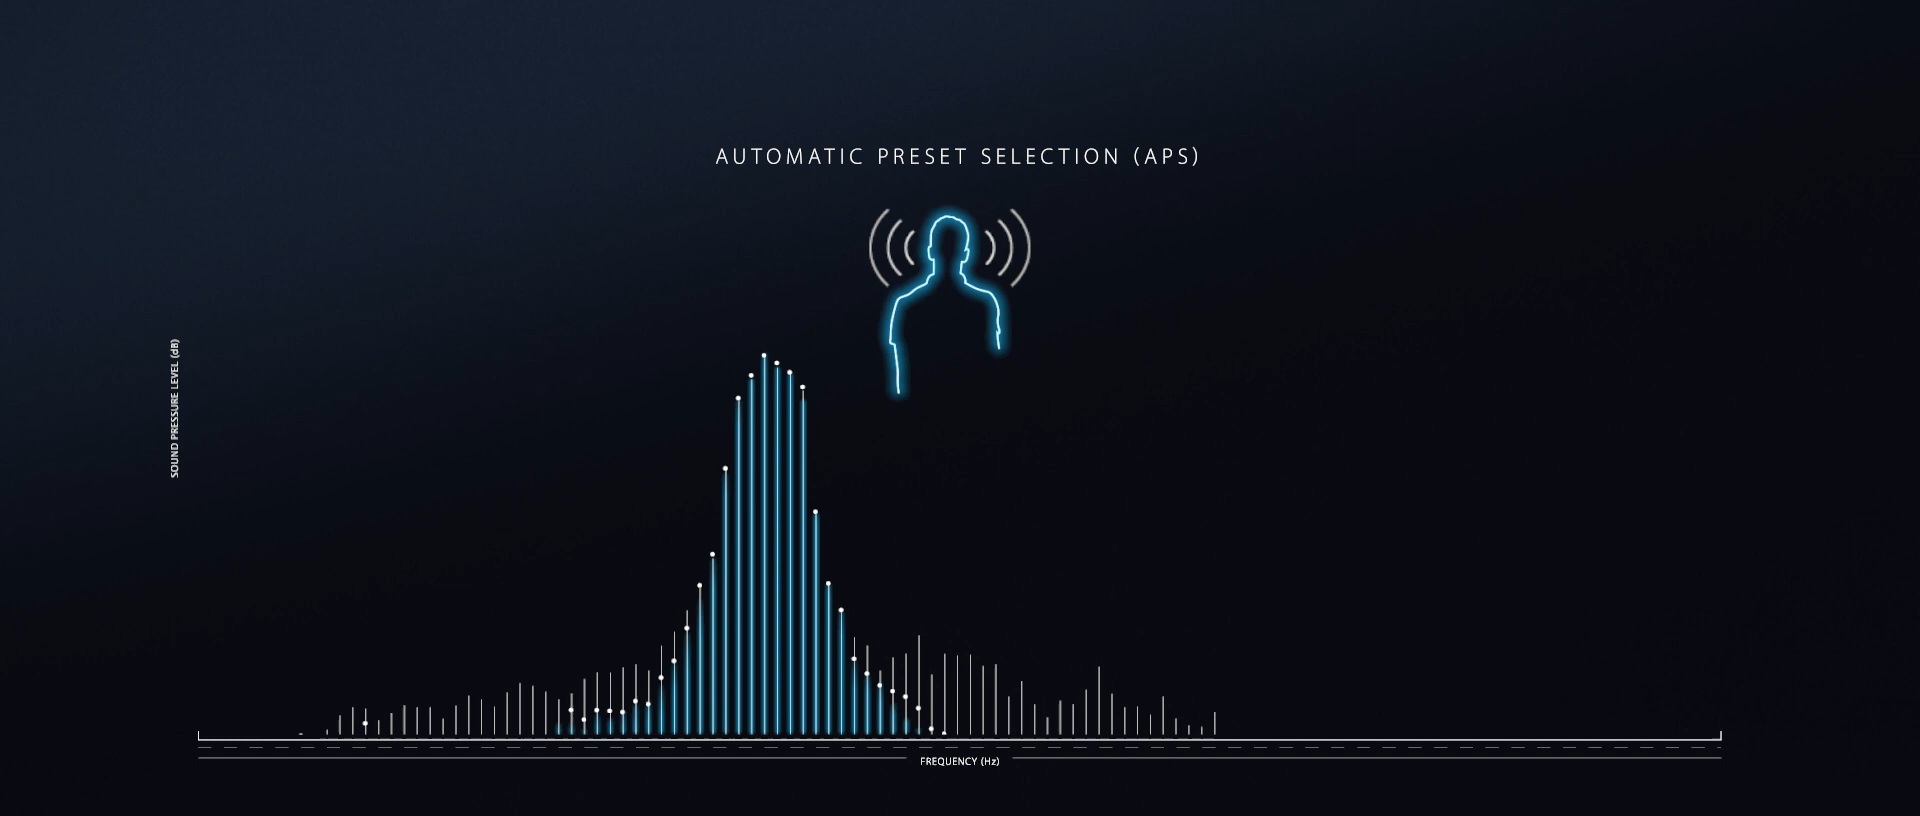 AUTOMATIC PRESET SELECTION (APS)
SOUND PRESSURE LEVEL (dB)
FREQUENCY (Hz)